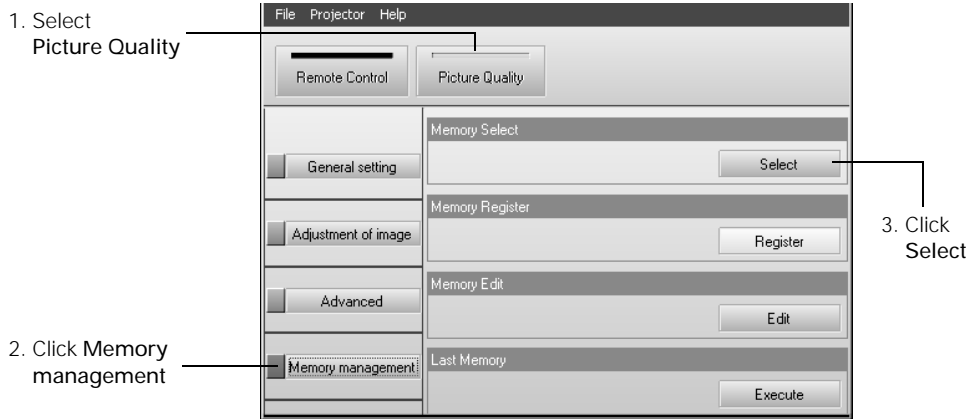 1. Select
Picture Quality
File Projector Help
Remote Control Picture Quality
Memory Select
General setting Select
3. Click
Select
Memory Register
Adjustment of image Register
Memory Edit
Advanced Edit
2. Click Memory
management
Last Memory
Memory management
Execute